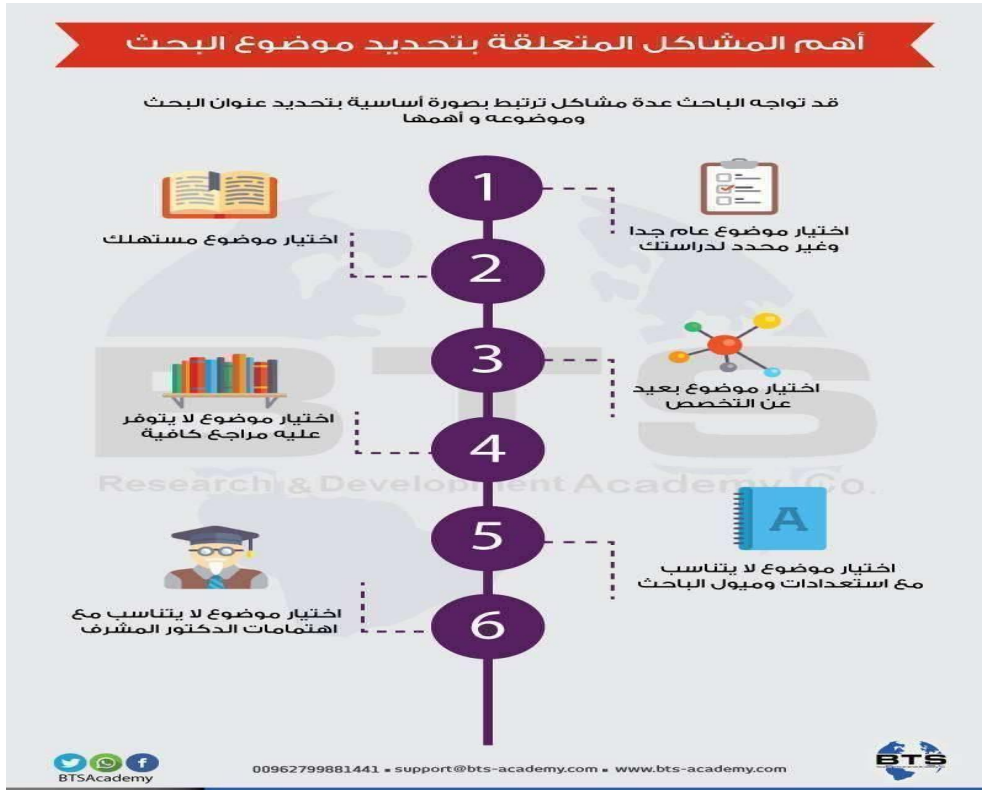 أهم المشاكل المتعلقة بتحديد موضوع البحث
قد تواجه الباحث عدة مشاكل ترتبط بصورة أساسية بتحديد عنوان البحث
وموضوعه و أهمها
1
اختيار موضوع عام جدا
وغير محدد لدراستك
2
اختيار موضوع مستهلك
3
اختيار موضوع بعيد
عن التخصص
4
اختيار موضوع لا يتوفر
عليه مراجع كافية
5
اختيار موضوع لا يتناسب
مع استعدادات وميول الباحث
6
اختيار موضوع لا يتناسب مع
اهتمامات الدكتور المشرف
A
BTS
Research & Development Academy Co.
BTSAcademy
00962799881441 ▪ support@bts-academy.com ▪ www.bts-academy.com
BTS